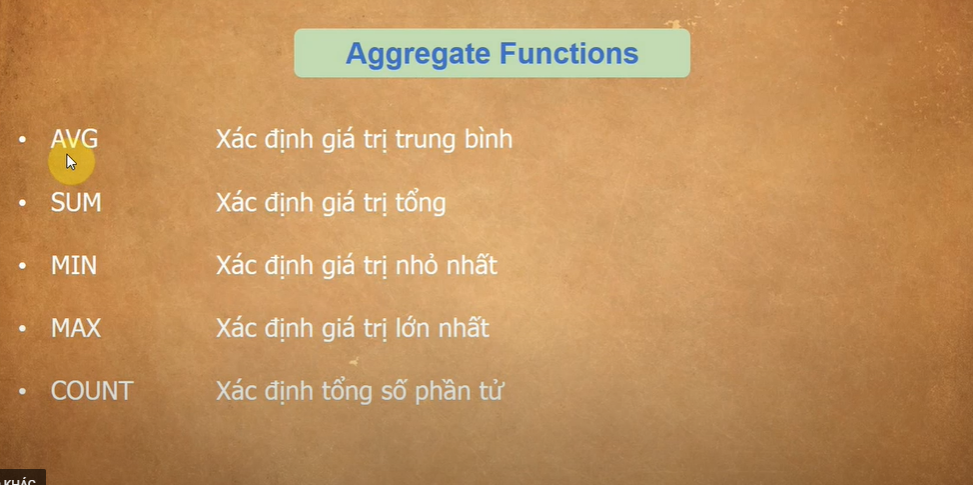 Aggregate Functions
• AVG Xác định giá trị trung bình
• SUM Xác định giá trị tổng
• MIN Xác định giá trị nhỏ nhất
• MAX Xác định giá trị lớn nhất
• COUNT Xác định tổng số phần tử
KHÁC